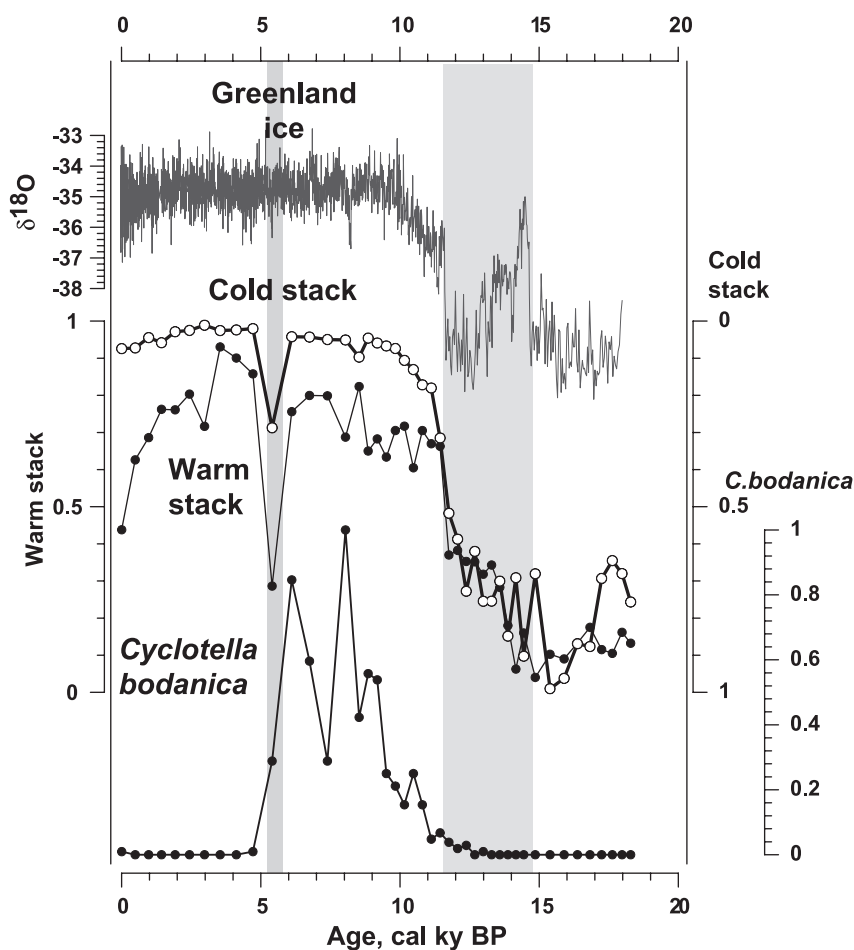 0 5 10 15 20
Greenland
ice
-33
-34
-35
-36
-37
-38
δ18O
Cold stack
Cold
stack
1
0
Warm
stack
Warm stack
0.5
0.5
C.bodanica
1
0.8
0.6
0.4
0.2
0
Cyclotella
bodanica
0
1
0 5 10 15 20
Age, cal ky BP